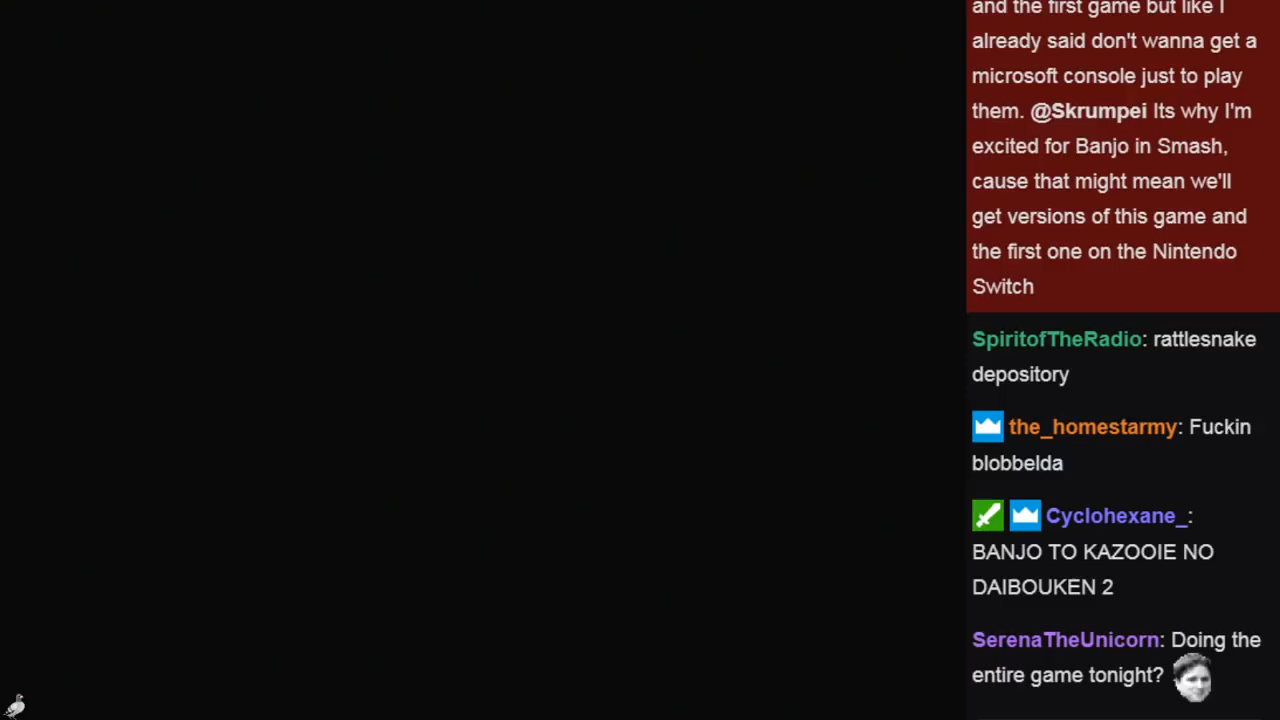 and the first game but like I
already said don't wanna get a
microsoft console just to play
them. @Skrumpei Its why I'm
excited for Banjo in Smash,
cause that might mean we'll
get versions of this game and
the first one on the Nintendo
Switch
SpiritofTheRadio: rattlesnake
depository
the_homestarmy: Fuckin
blobbelda
Cyclohexane_:
BANJO TO KAZOOIE NO
DAIBOUKEN 2
SerenaTheUnicorn: Doing the
entire game tonight?